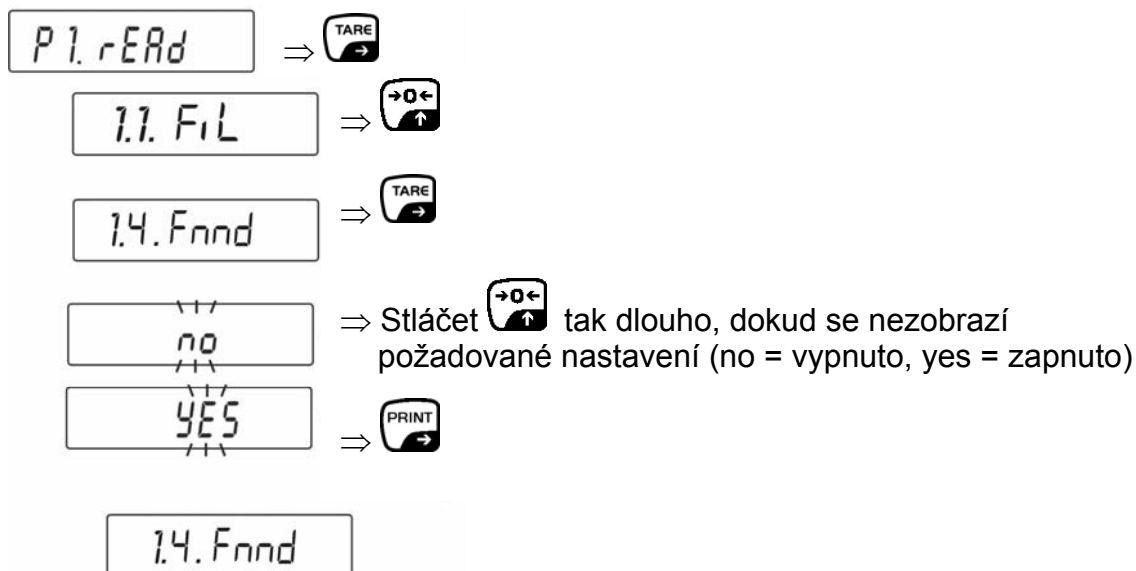 P1. rEAd ⇒ TARE →
1.1. FiL ⇒ →0← ↑
1.4. Fnnd ⇒ TARE →
no ⇒ Stláčet →0← ↑ tak dlouho, dokud se nezobrazí
požadované nastavení (no = vypnuto, yes = zapnuto)
YES ⇒ PRINT →
1.4. Fnnd